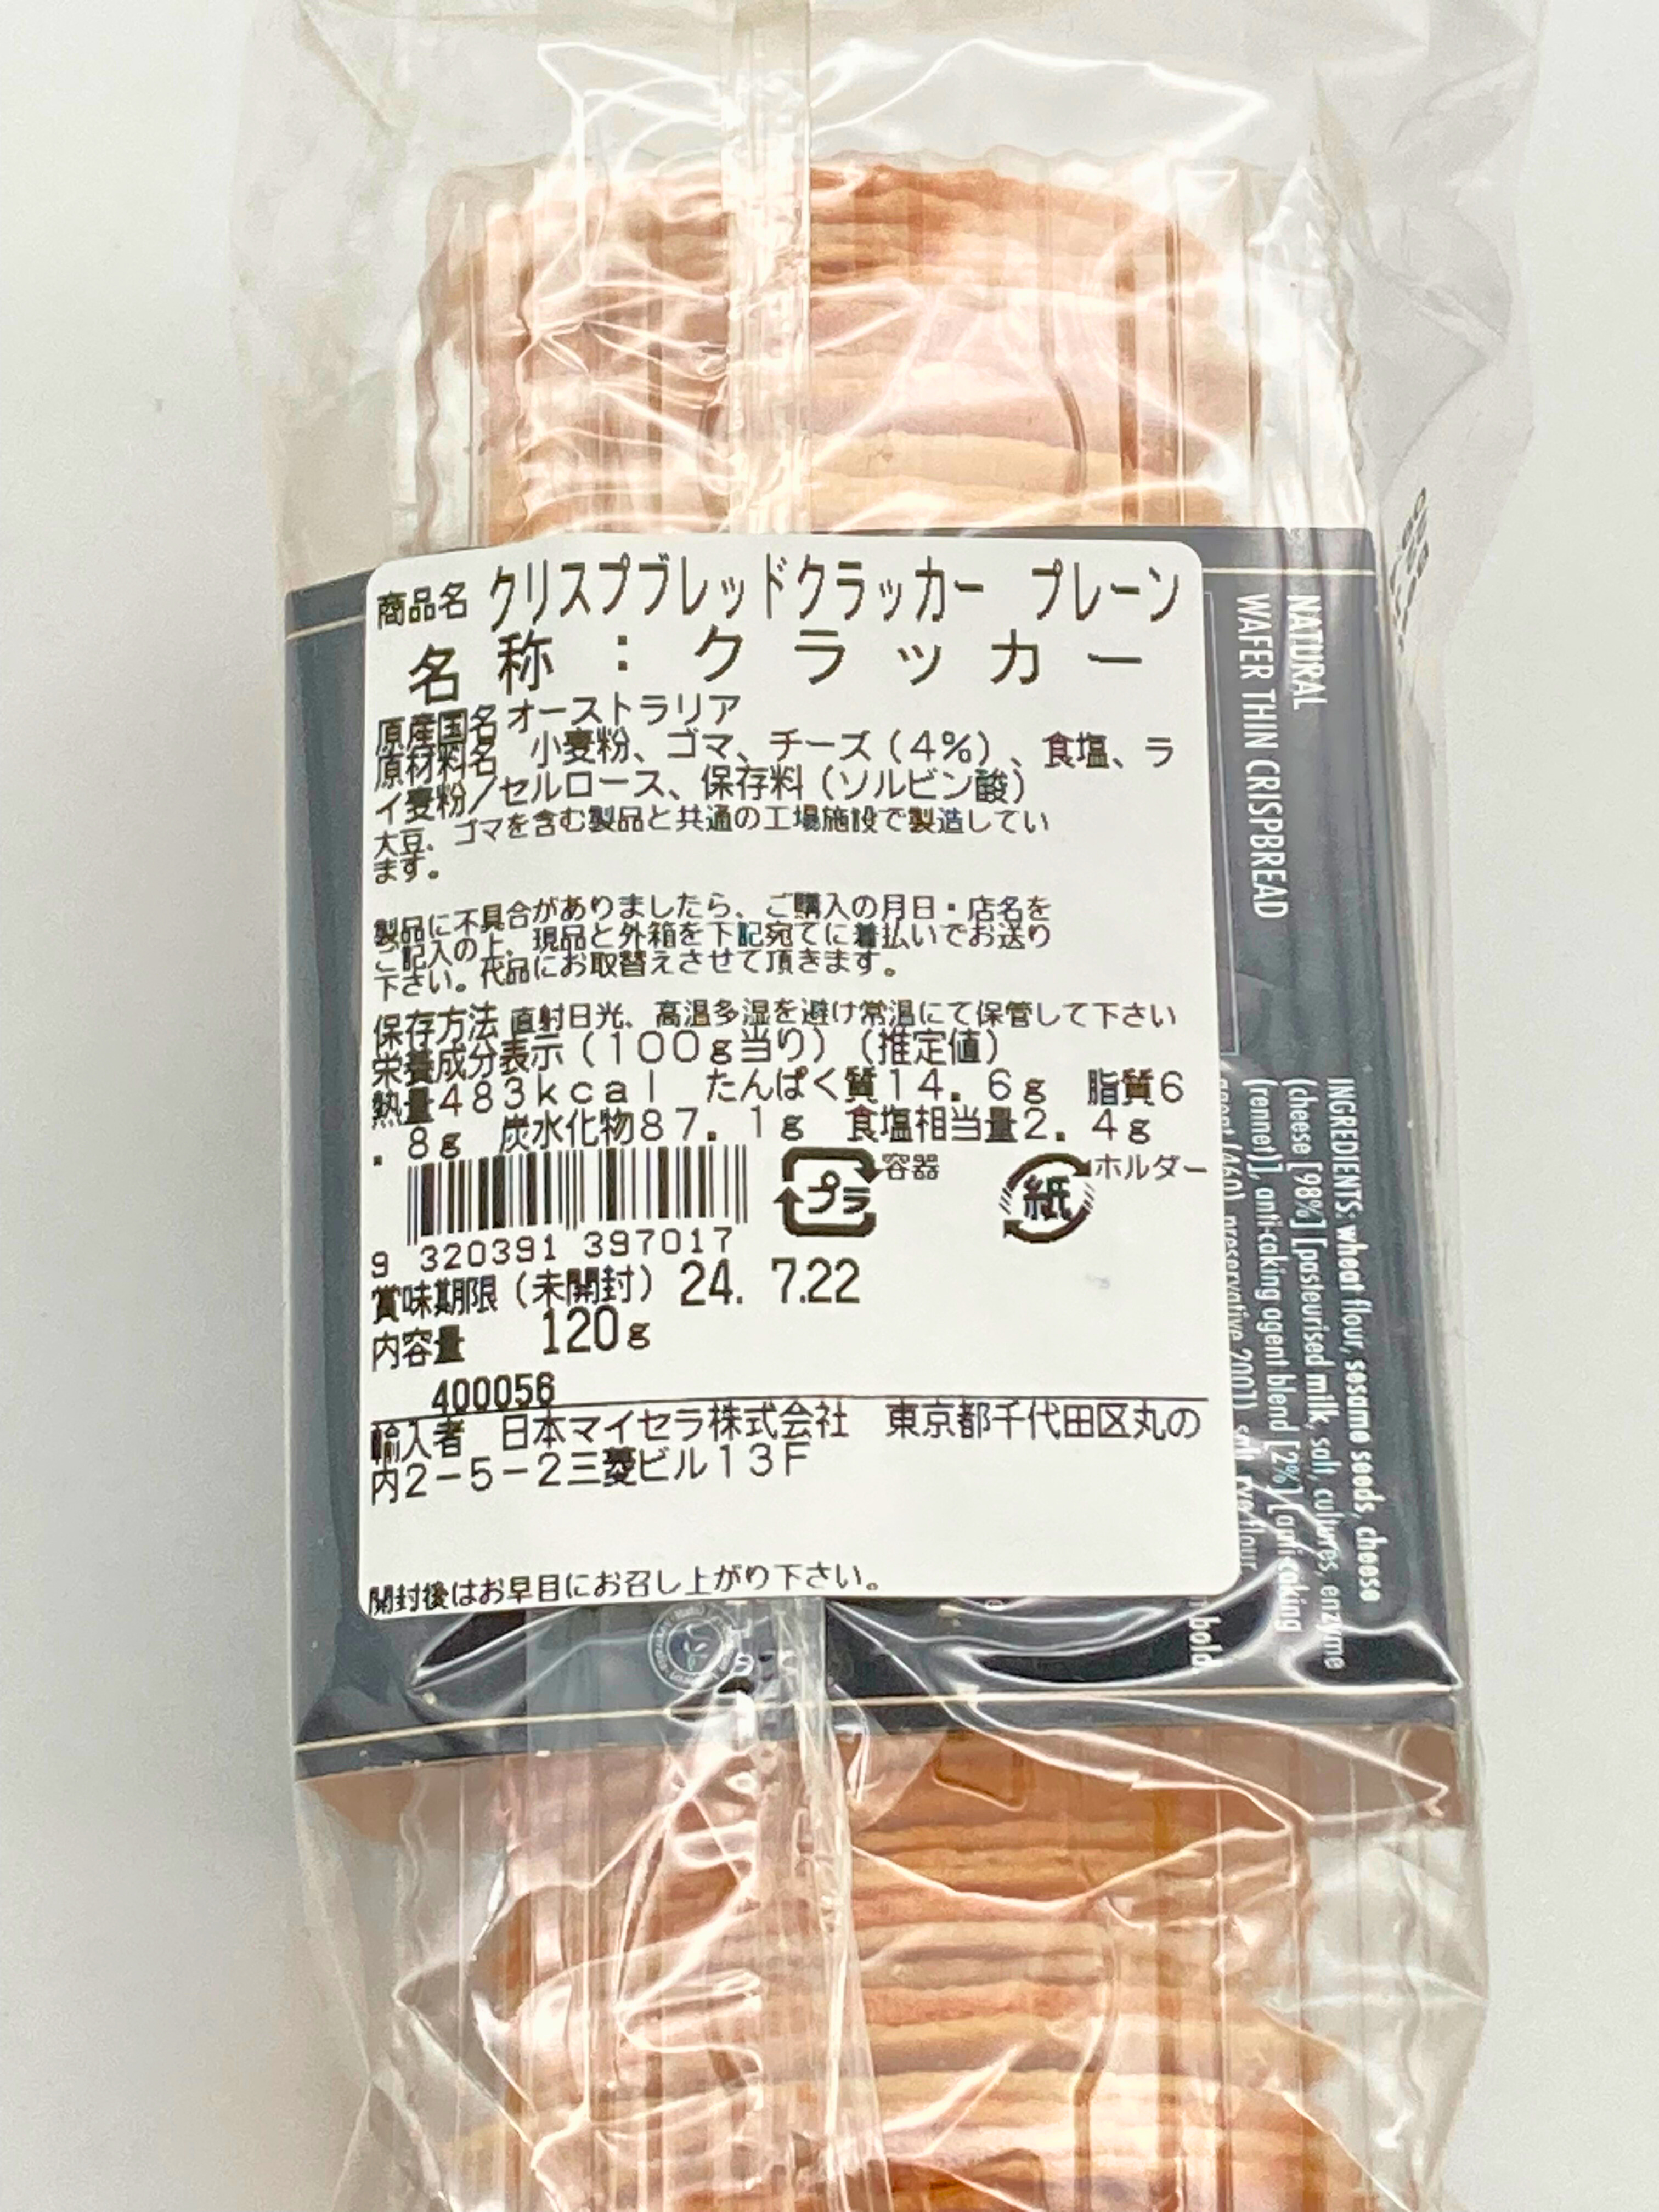 商品名 クリスプブレッドクラッカー プレーン
名称：クラッカー
原産国名 オーストラリア
原材料名 小麦粉、ゴマ、チーズ（4%）、食塩、ラ
イ麦粉/セルロース、保存料（ソルビン酸）
大豆、ゴマを含む製品と共通の工場施設で製造してい
ます。
製品に不具合がありましたら、ご購入の月日・店名を
ご記入の上、現品と外箱を下記宛てに着払いでお送り
下さい。代品にお取替えさせて頂きます。
保存方法 直射日光、高温多湿を避け常温にて保管して下さい
栄養成分表示（100g当り）（推定値）
熱量483kcal たんぱく質14.6g 脂質6
.8g 炭水化物87.1g 食塩相当量2.4g
プラ 容器 紙 ホルダー
9 320391 397017
賞味期限（未開封）24. 7.22
内容量 120g
400056
輸入者 日本マイセラ株式会社 東京都千代田区丸の
内2-5-2三菱ビル13F
開封後はお早目にお召し上がり下さい。
NATURAL
WAFER THIN CRISPBREAD
INGREDIENTS: wheat flour, sesame seeds, cheese
(cheese [98%] [pasteurised milk, salt, cultures, enzyme
(rennet)], anti-caking agent blend [2%] [anti-caking
agent (460), preservative 200]), salt, rye flour
bold